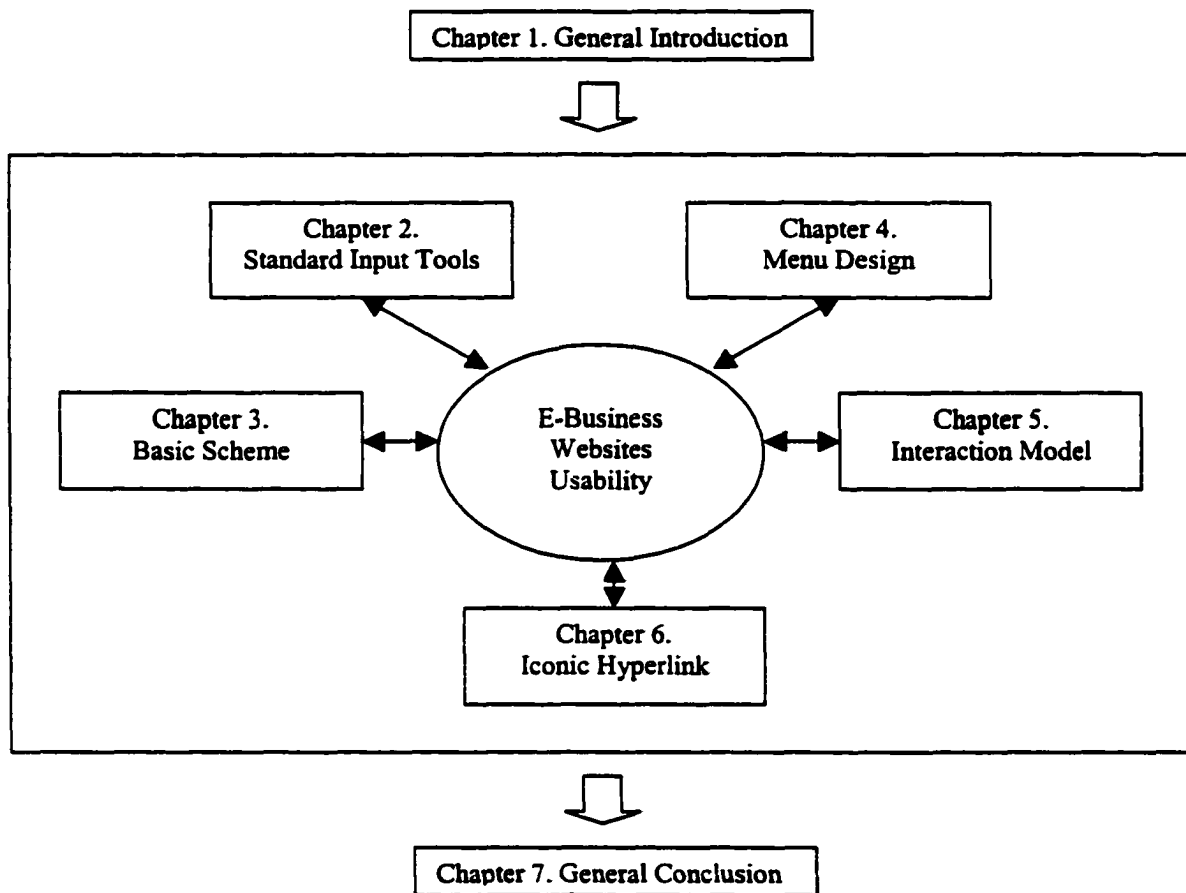 Chapter 1. General Introduction
Chapter 2.
Standard Input Tools
Chapter 4.
Menu Design
Chapter 3.
Basic Scheme
E-Business
Websites
Usability
Chapter 5.
Interaction Model
Chapter 6.
Iconic Hyperlink
Chapter 7. General Conclusion